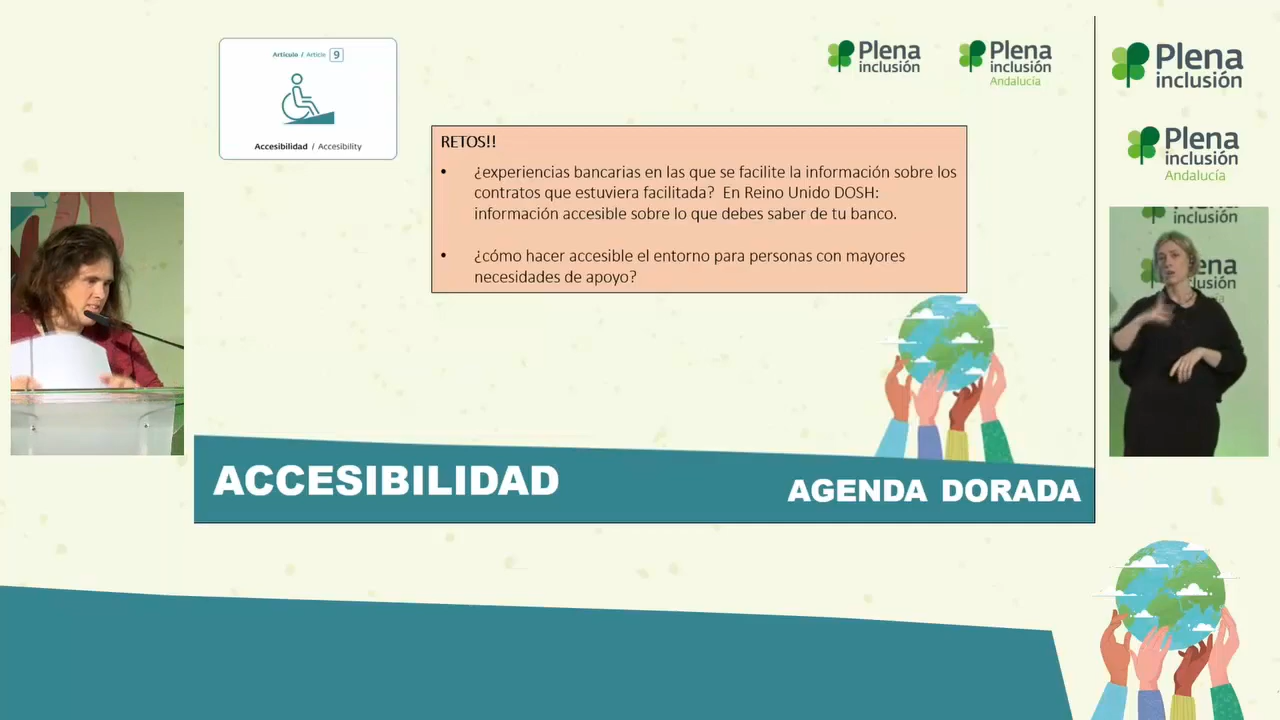 Artículo / Article 9
Accesibilidad / Accesibility
Plena
inclusión
Plena
inclusión
Andalucía
RETOS!!
• ¿experiencias bancarias en las que se facilite la información sobre los
contratos que estuviera facilitada? En Reino Unido DOSH:
información accesible sobre lo que debes saber de tu banco.
• ¿cómo hacer accesible el entorno para personas con mayores
necesidades de apoyo?
ACCESIBILIDAD
AGENDA DORADA
Plena
inclusión
Plena
inclusión
Andalucía
inclusión